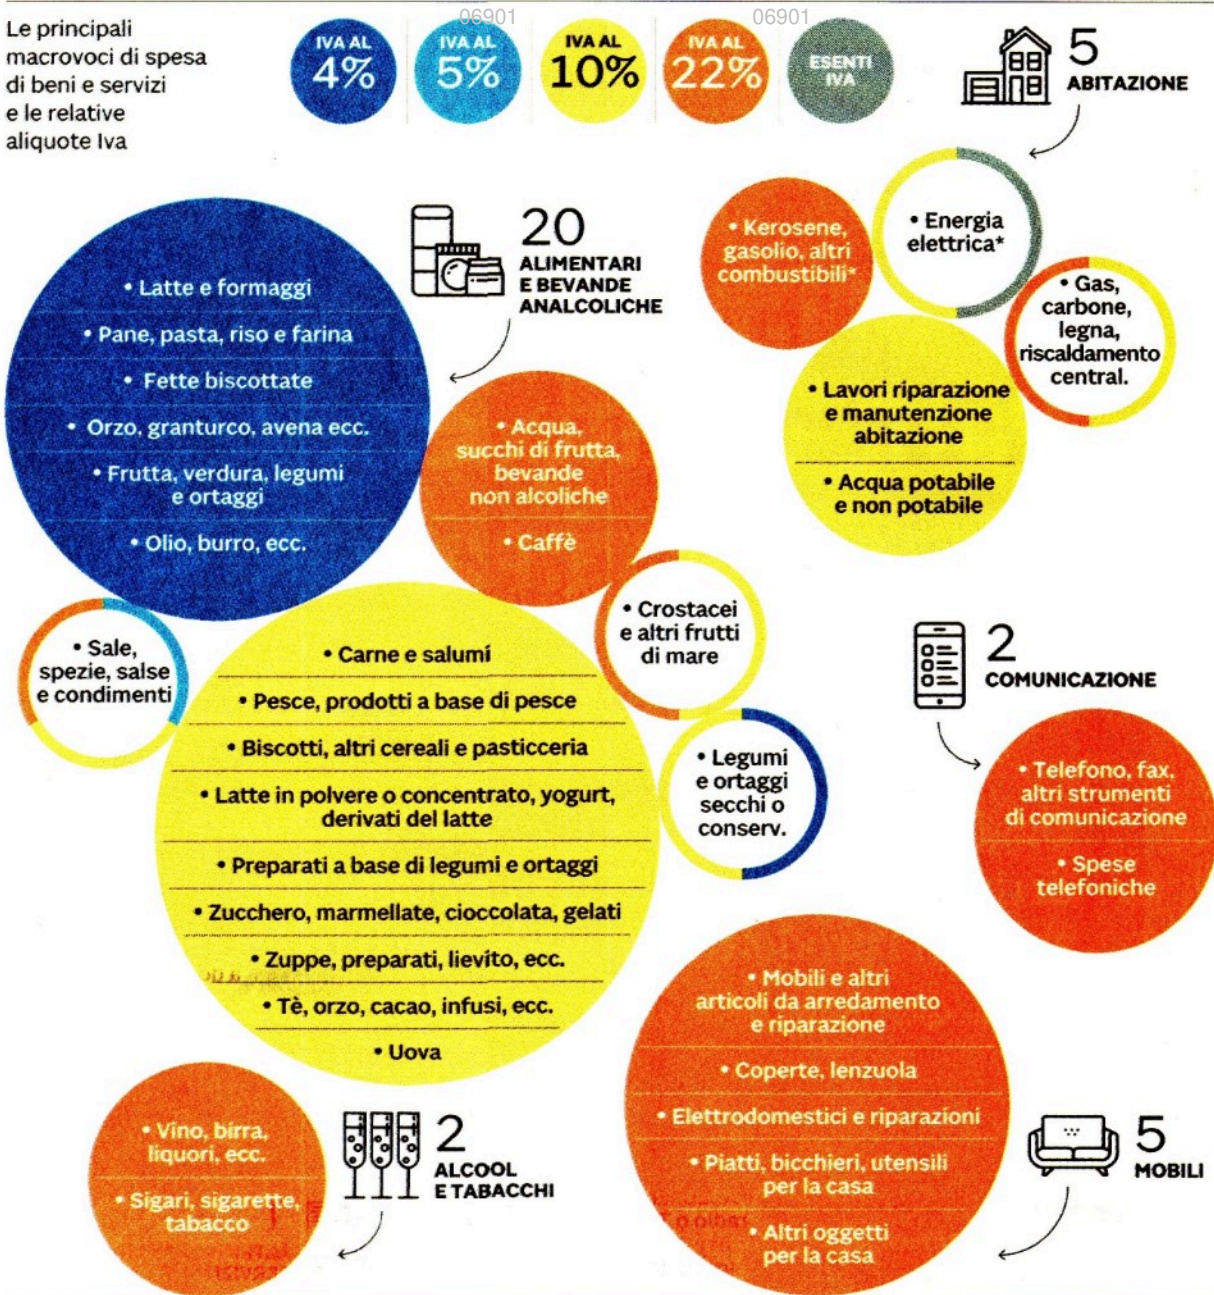 06901
06901
Le principali
macrovoci di spesa
di beni e servizi
e le relative
aliquote Iva
IVA AL
4%
IVA AL
5%
IVA AL
10%
IVA AL
22%
ESENTI
IVA
5
ABITAZIONE
• Kerosene,
gasolio, altri
combustibili*
• Energia
elettrica*
• Gas,
carbone,
legna,
riscaldamento
central.
• Lavori riparazione
e manutenzione
abitazione
• Acqua potabile
e non potabile
20
ALIMENTARI
E BEVANDE
ANALCOLICHE
• Latte e formaggi
• Pane, pasta, riso e farina
• Fette biscottate
• Orzo, granturco, avena ecc.
• Frutta, verdura, legumi
e ortaggi
• Olio, burro, ecc.
• Acqua,
succhi di frutta,
bevande
non alcoliche
• Caffè
• Sale,
spezie, salse
e condimenti
• Crostacei
e altri frutti
di mare
• Legumi
e ortaggi
secchi o
conserv.
• Carne e salumi
• Pesce, prodotti a base di pesce
• Biscotti, altri cereali e pasticceria
• Latte in polvere o concentrato, yogurt,
derivati del latte
• Preparati a base di legumi e ortaggi
• Zucchero, marmellate, cioccolata, gelati
• Zuppe, preparati, lievito, ecc.
• Tè, orzo, cacao, infusi, ecc.
• Uova
2
COMUNICAZIONE
• Telefono, fax,
altri strumenti
di comunicazione
• Spese
telefoniche
2
ALCOOL
E TABACCHI
• Vino, birra,
liquori, ecc.
• Sigari, sigarette,
tabacco
5
MOBILI
• Mobili e altri
articoli da arredamento
e riparazione
• Coperte, lenzuola
• Elettrodomestici e riparazioni
• Piatti, bicchieri, utensili
per la casa
• Altri oggetti
per la casa